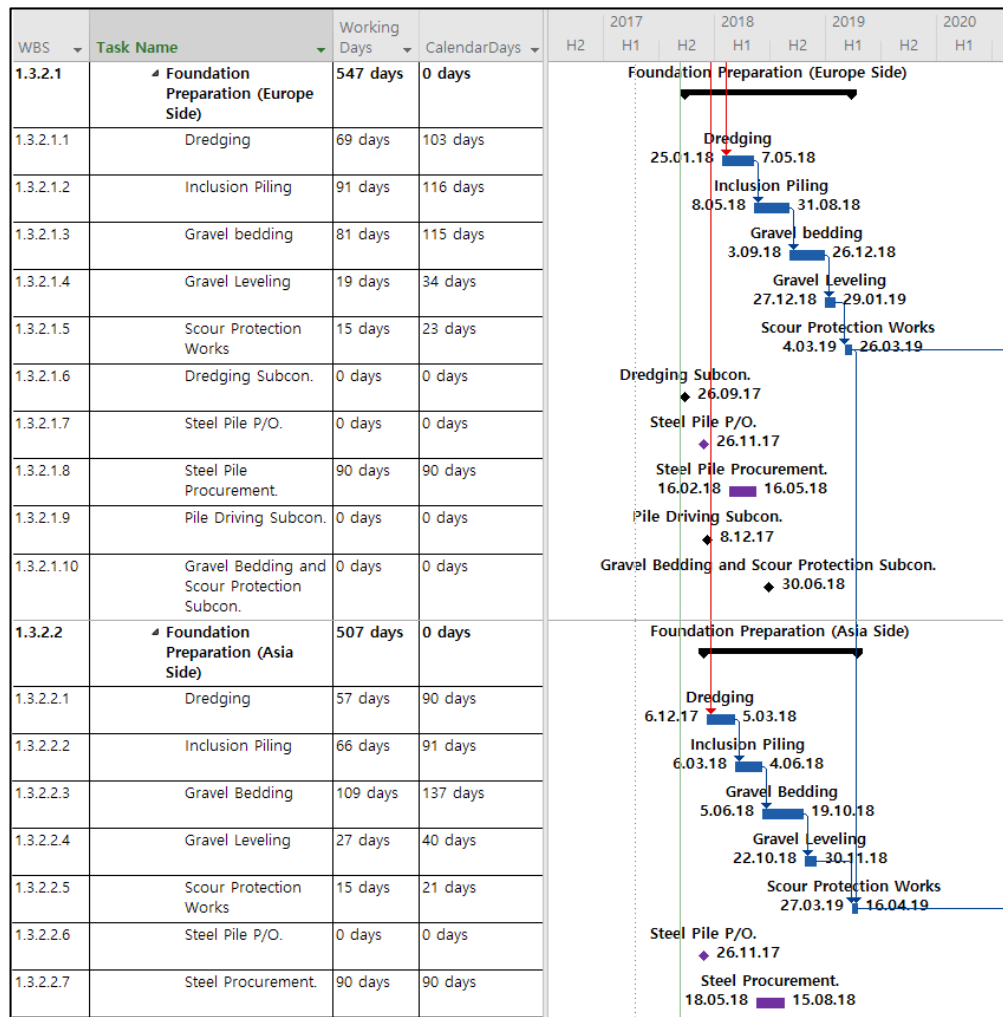 2017 2018 2019 2020
WBS Task Name Working Days CalendarDays H2 H1 H2 H1 H2 H1 H2 H1
1.3.2.1 Foundation Preparation (Europe Side) 547 days 0 days Foundation Preparation (Europe Side)
1.3.2.1.1 Dredging 69 days 103 days Dredging
25.01.18 7.05.18
1.3.2.1.2 Inclusion Piling 91 days 116 days Inclusion Piling
8.05.18 31.08.18
1.3.2.1.3 Gravel bedding 81 days 115 days Gravel bedding
3.09.18 26.12.18
1.3.2.1.4 Gravel Leveling 19 days 34 days Gravel Leveling
27.12.18 29.01.19
1.3.2.1.5 Scour Protection Works 15 days 23 days Scour Protection Works
4.03.19 26.03.19
1.3.2.1.6 Dredging Subcon. 0 days 0 days Dredging Subcon.
26.09.17
1.3.2.1.7 Steel Pile P/O. 0 days 0 days Steel Pile P/O.
26.11.17
1.3.2.1.8 Steel Pile Procurement. 90 days 90 days Steel Pile Procurement.
16.02.18 16.05.18
1.3.2.1.9 Pile Driving Subcon. 0 days 0 days Pile Driving Subcon.
8.12.17
1.3.2.1.10 Gravel Bedding and Scour Protection Subcon. 0 days 0 days Gravel Bedding and Scour Protection Subcon.
30.06.18
1.3.2.2 Foundation Preparation (Asia Side) 507 days 0 days Foundation Preparation (Asia Side)
1.3.2.2.1 Dredging 57 days 90 days Dredging
6.12.17 5.03.18
1.3.2.2.2 Inclusion Piling 66 days 91 days Inclusion Piling
6.03.18 4.06.18
1.3.2.2.3 Gravel Bedding 109 days 137 days Gravel Bedding
5.06.18 19.10.18
1.3.2.2.4 Gravel Leveling 27 days 40 days Gravel Leveling
22.10.18 30.11.18
1.3.2.2.5 Scour Protection Works 15 days 21 days Scour Protection Works
27.03.19 16.04.19
1.3.2.2.6 Steel Pile P/O. 0 days 0 days Steel Pile P/O.
26.11.17
1.3.2.2.7 Steel Procurement. 90 days 90 days Steel Procurement.
18.05.18 15.08.18